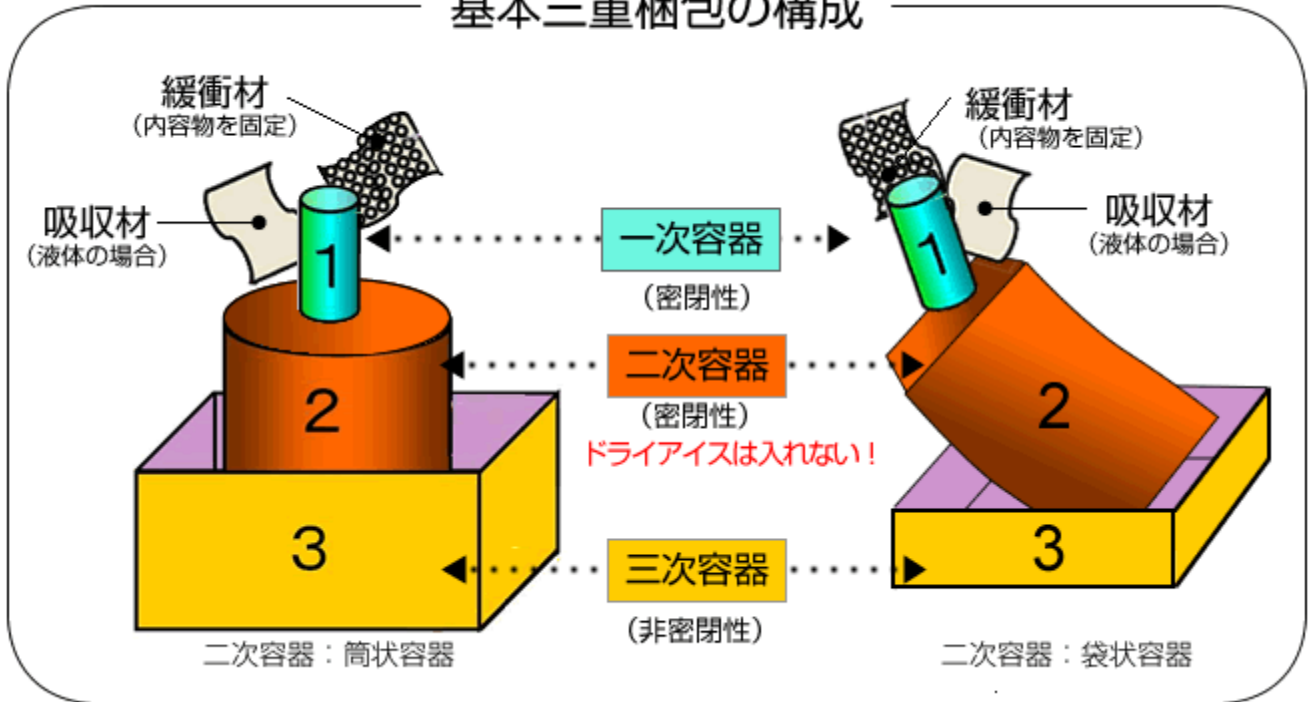 基本三重梱包の構成
緩衝材
（内容物を固定）
吸収材
（液体の場合）
1
2
3
二次容器：筒状容器
一次容器
（密閉性）
二次容器
（密閉性）
ドライアイスは入れない！
三次容器
（非密閉性）
緩衝材
（内容物を固定）
吸収材
（液体の場合）
1
2
3
二次容器：袋状容器